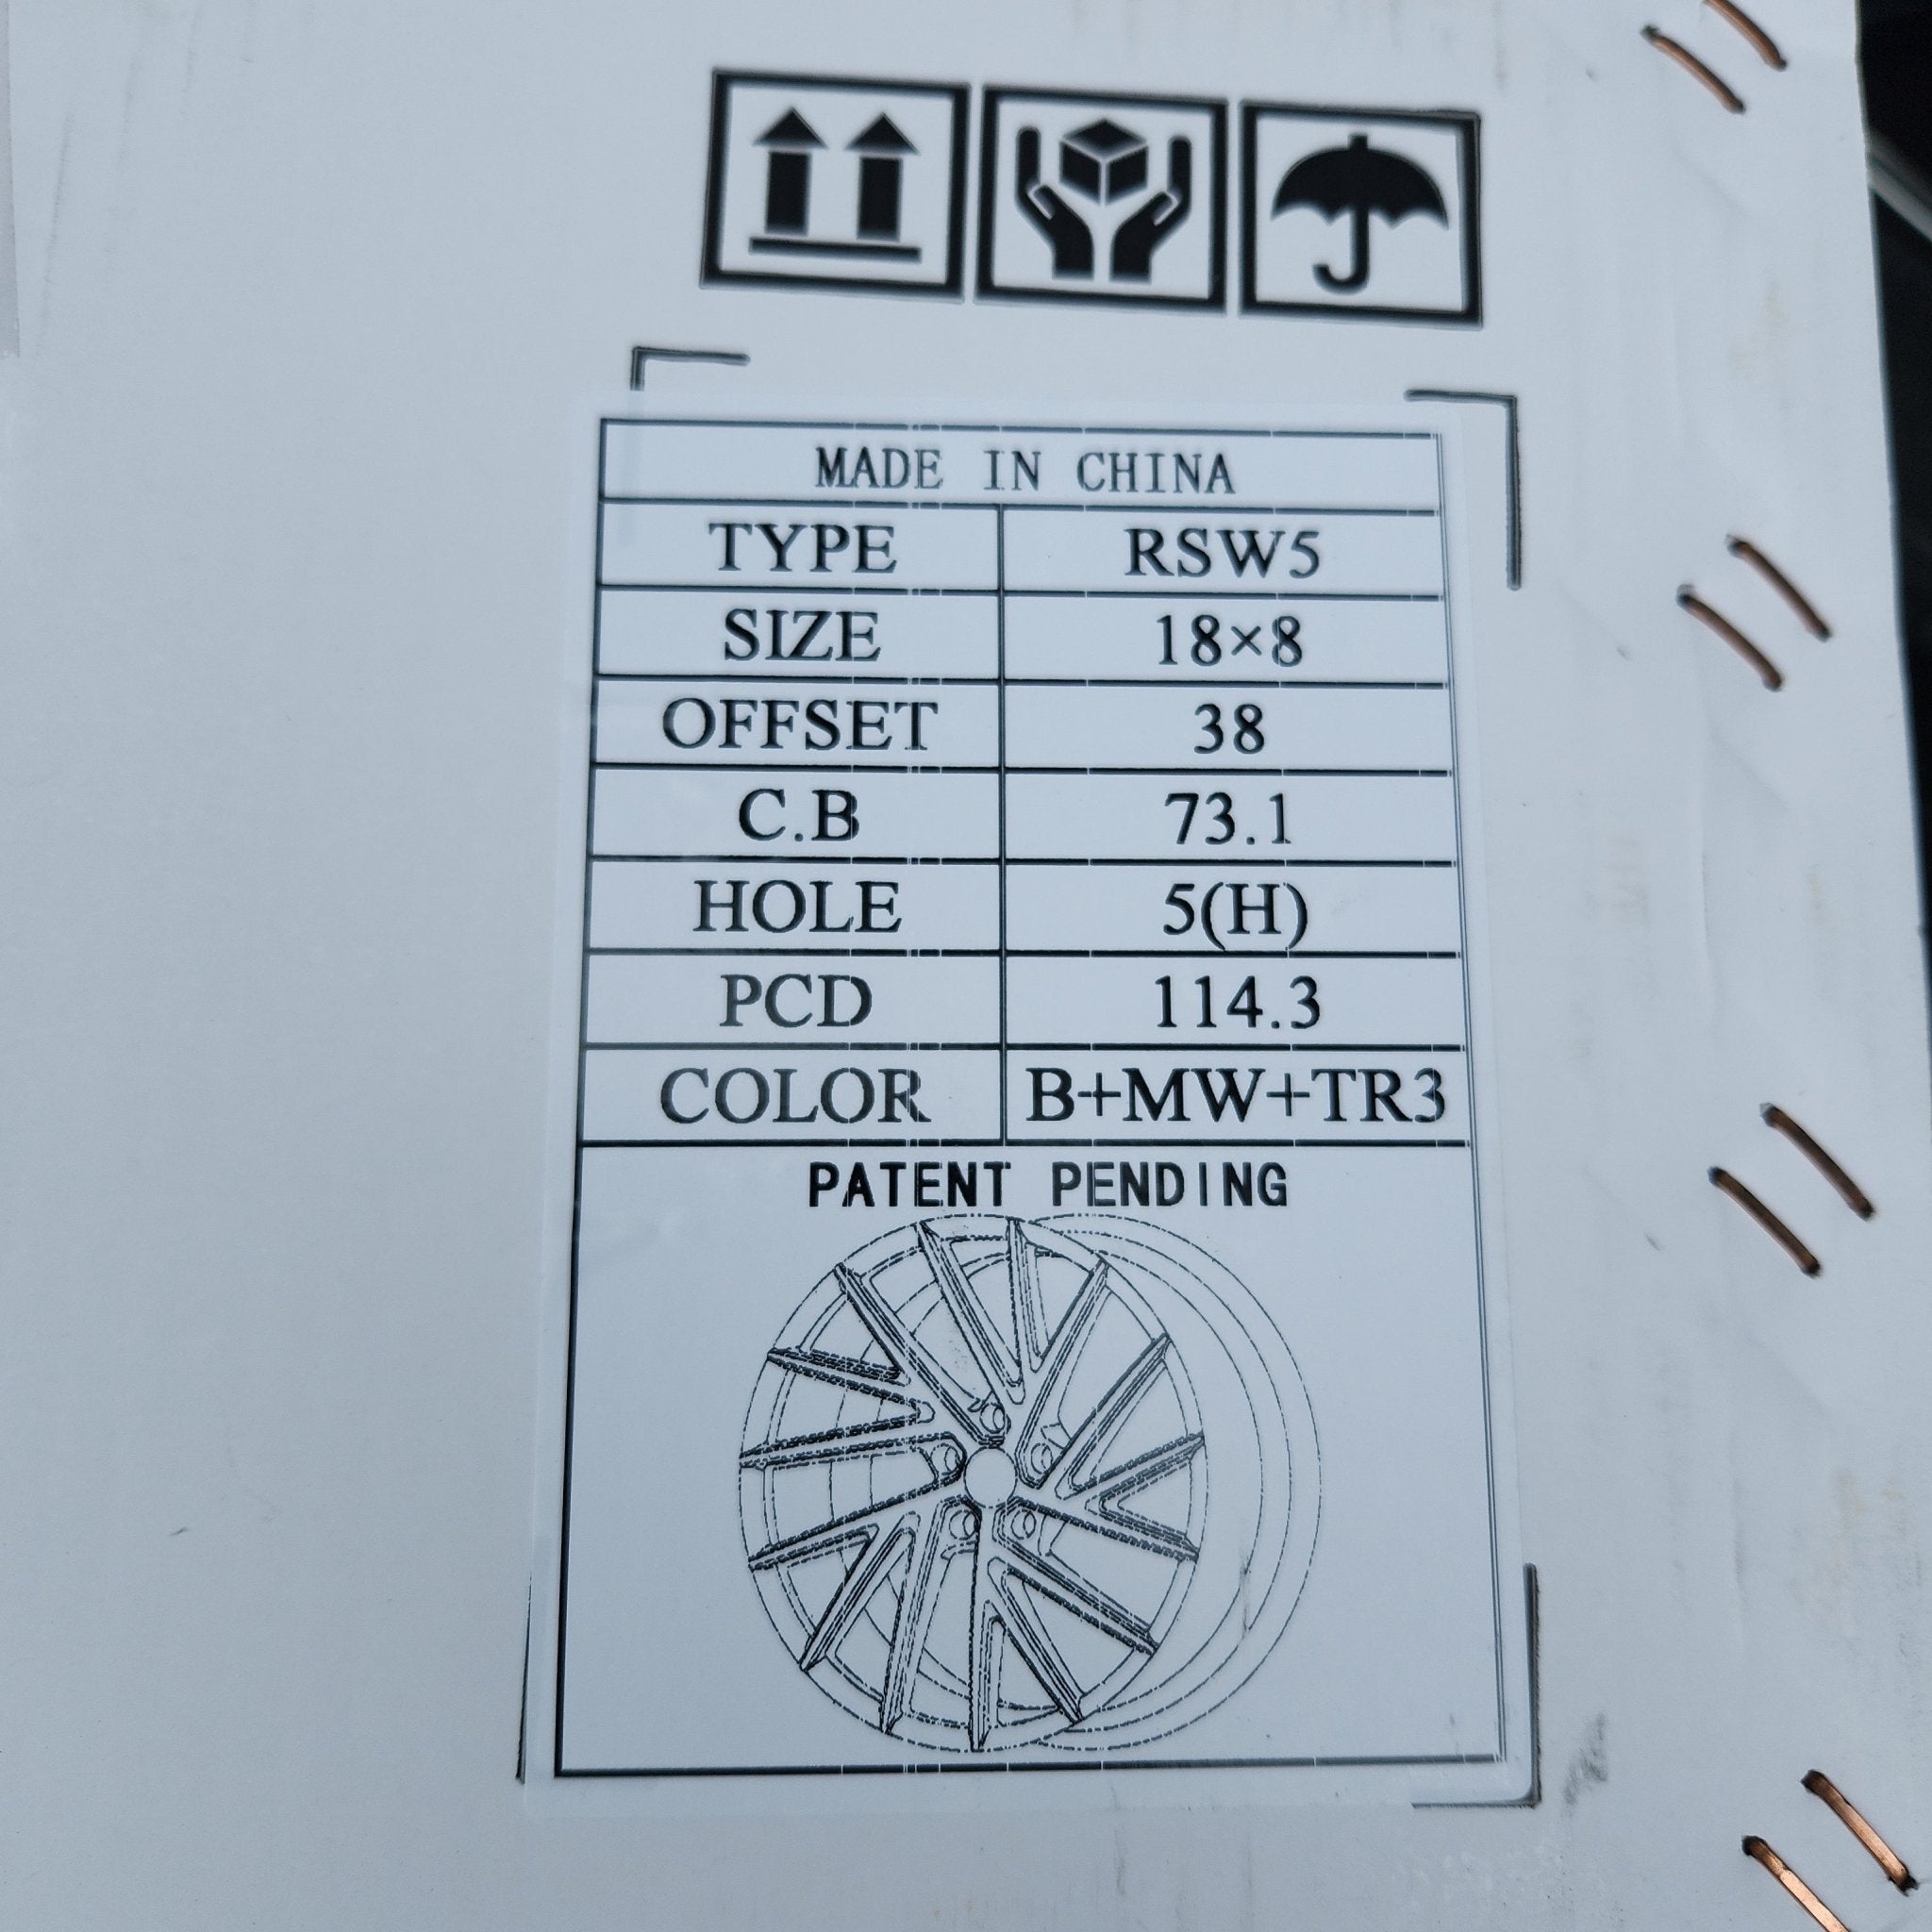 MADE IN CHINA
TYPE RSW5
SIZE 18×8
OFFSET 38
C.B 73.1
HOLE 5(H)
PCD 114.3
COLOR B+MW+TR3
PATENT PENDING